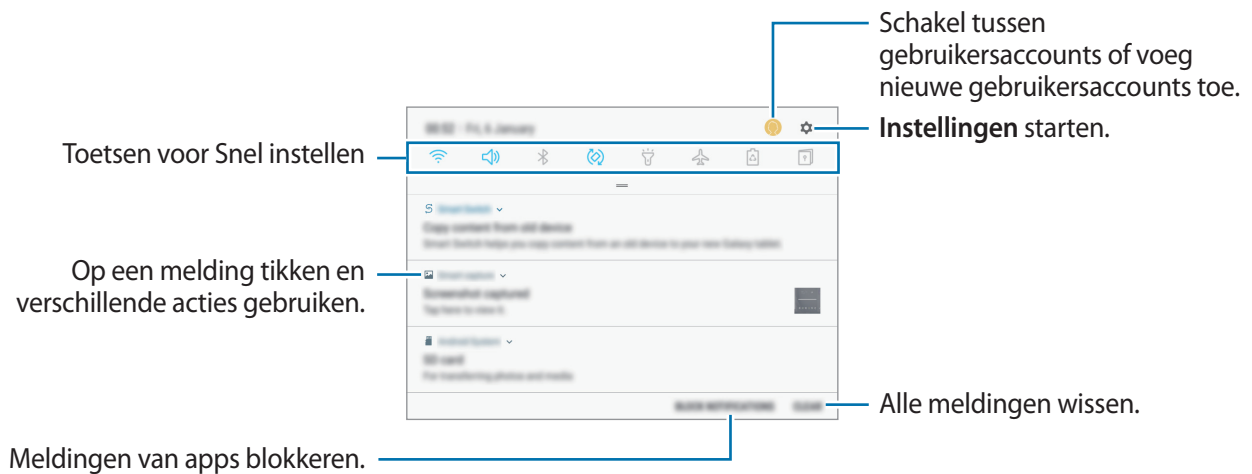 Schakel tussen
gebruikersaccounts of voeg
nieuwe gebruikersaccounts toe.
Instellingen starten.
Toetsen voor Snel instellen
Smart Switch
Copy content from old device
Smart Switch helps you copy content from an old device to your new Galaxy tablet.
Op een melding tikken en
verschillende acties gebruiken.
Smart capture
Screenshot captured
Tap here to view it.
Android System
SD card
For transferring photos and media
BLOCK NOTIFICATIONS CLEAR
Alle meldingen wissen.
Meldingen van apps blokkeren.